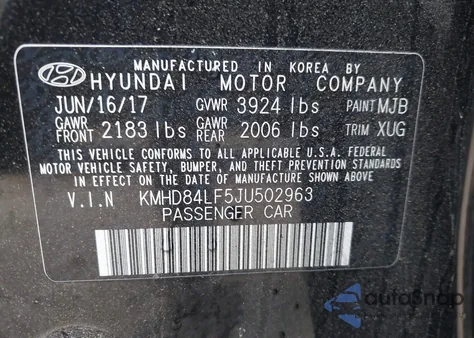 MANUFACTURED IN KOREA BY
HYUNDAI MOTOR COMPANY
JUN/16/17 GVWR 3924 lbs PAINT MJB
GAWR FRONT 2183 lbs GAWR REAR 2006 lbs TRIM XUG
THIS VEHICLE CONFORMS TO ALL APPLICABLE U.S.A. FEDERAL
MOTOR VEHICLE SAFETY, BUMPER, AND THEFT PREVENTION STANDARDS
IN EFFECT ON THE DATE OF MANUFACTURE SHOWN ABOVE.
V.I.N KMHD84LF5JU502963
PASSENGER CAR
autoSnap